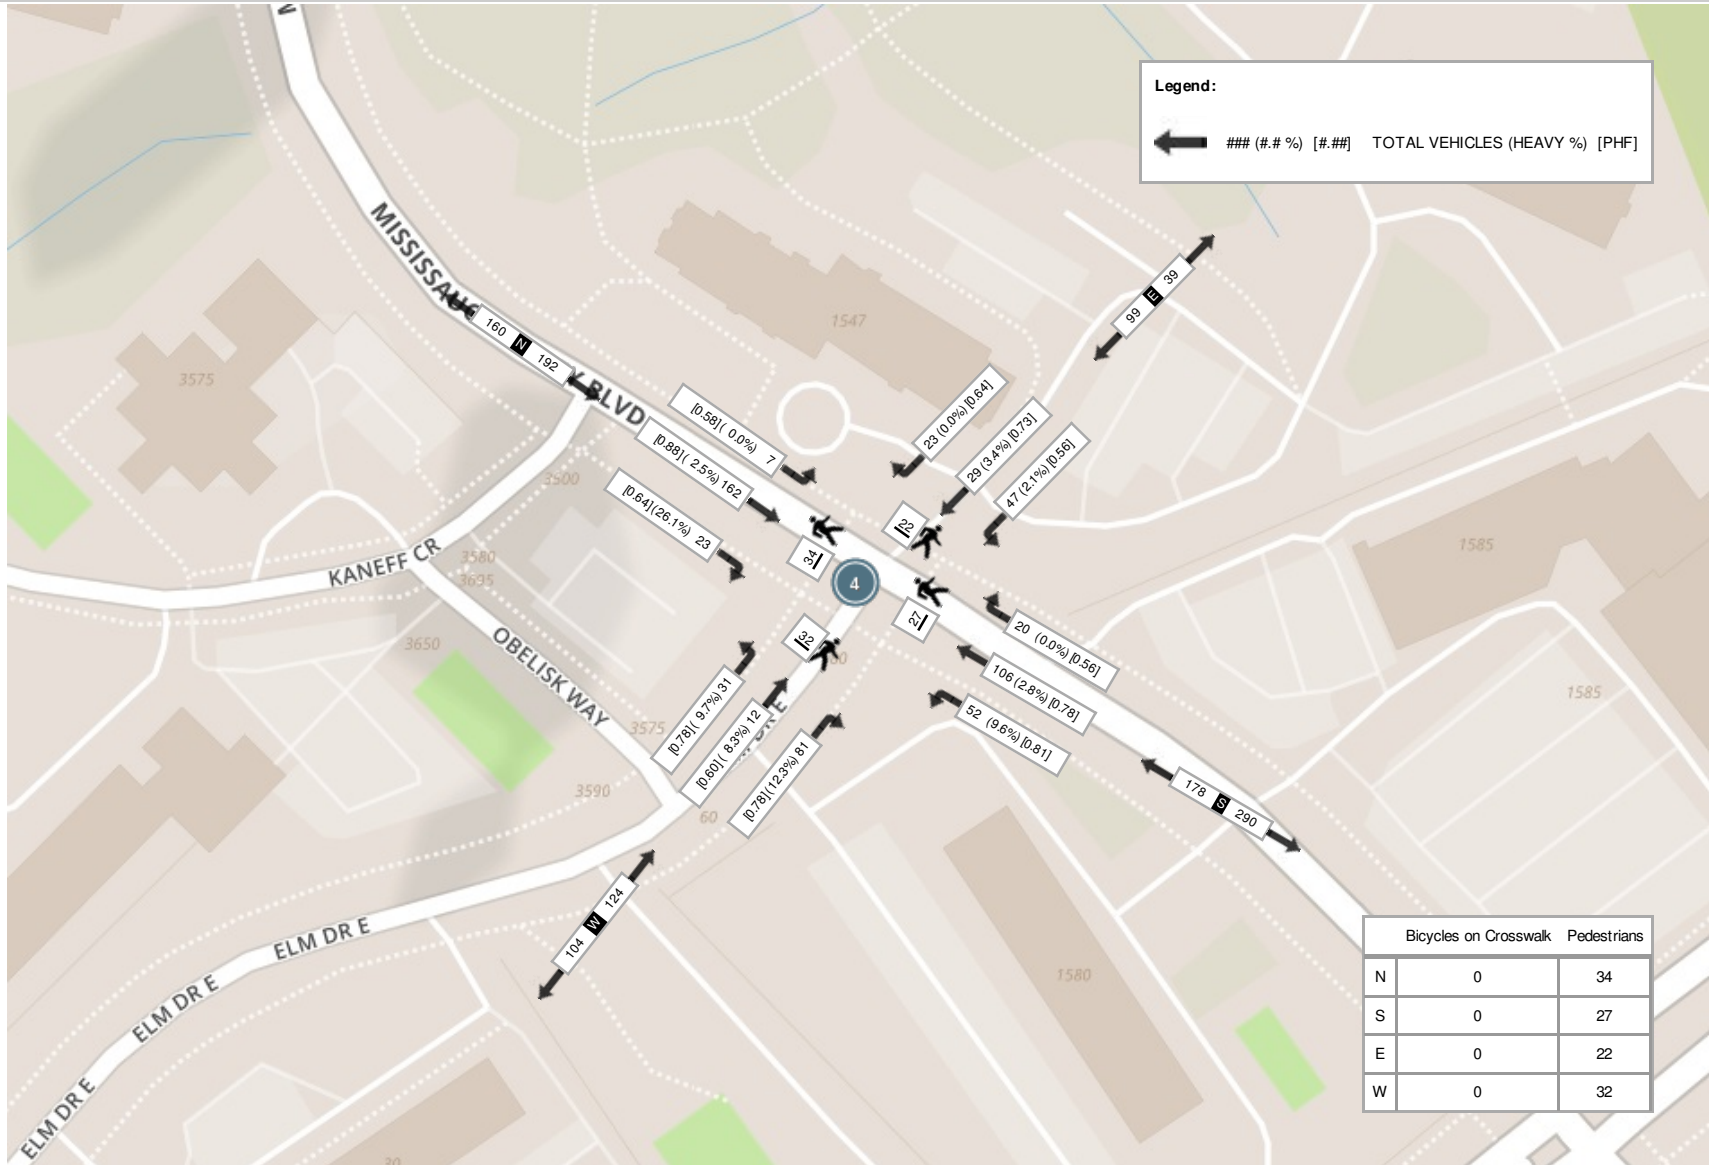 Legend:
### (#.# %) [#.##] TOTAL VEHICLES (HEAVY %) [PHF]
MISSISSAUG
Y BLVD
160 N 192
99 E 39
1547
3575
[0.58] ( 0.0%) 7
[0.88] ( 2.5%) 162
[0.64] (26.1%) 23
23 (0.0%) [0.64]
29 (3.4%) [0.73]
47 (2.1%) [0.56]
22
34
4
27
32
3500
3580
3695
KANEFF CR
3650
OBELISK WAY
3575
3590
60
1585
1585
20 (0.0%) [0.56]
106 (2.8%) [0.78]
52 (9.6%) [0.81]
[0.78] ( 9.7%) 31
[0.60] ( 8.3%) 12
[0.78] (12.3%) 81
178 S 290
104 W 124
ELM DR E
ELM DR E
ELM DR E
1580
30
Bicycles on Crosswalk Pedestrians
N 0 34
S 0 27
E 0 22
W 0 32